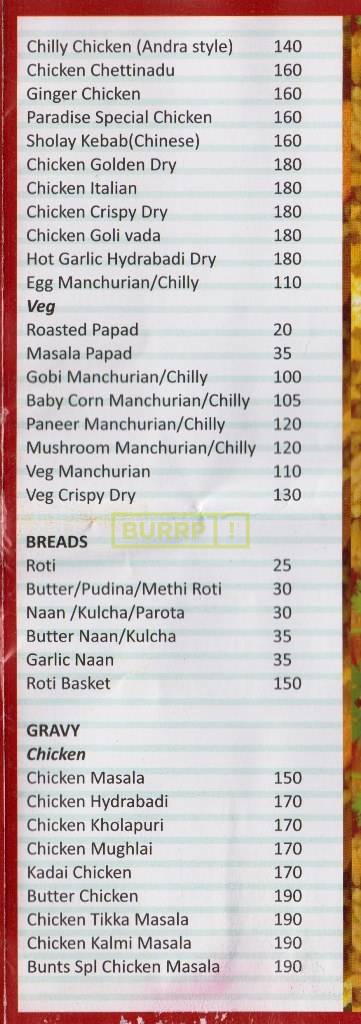 Chilly Chicken (Andra style) 140
Chicken Chettinadu 160
Ginger Chicken 160
Paradise Special Chicken 160
Sholay Kebab(Chinese) 160
Chicken Golden Dry 180
Chicken Italian 180
Chicken Crispy Dry 180
Chicken Goli vada 180
Hot Garlic Hydrabadi Dry 180
Egg Manchurian/Chilly 110
Veg
Roasted Papad 20
Masala Papad 35
Gobi Manchurian/Chilly 100
Baby Corn Manchurian/Chilly 105
Paneer Manchurian/Chilly 120
Mushroom Manchurian/Chilly 120
Veg Manchurian 110
Veg Crispy Dry 130
BURRP!
BREADS
Roti 25
Butter/Pudina/Methi Roti 30
Naan /Kulcha/Parota 30
Butter Naan/Kulcha 35
Garlic Naan 35
Roti Basket 150
GRAVY
Chicken
Chicken Masala 150
Chicken Hydrabadi 170
Chicken Kholapuri 170
Chicken Mughlai 170
Kadai Chicken 170
Butter Chicken 190
Chicken Tikka Masala 190
Chicken Kalmi Masala 190
Bunts Spl Chicken Masala 190